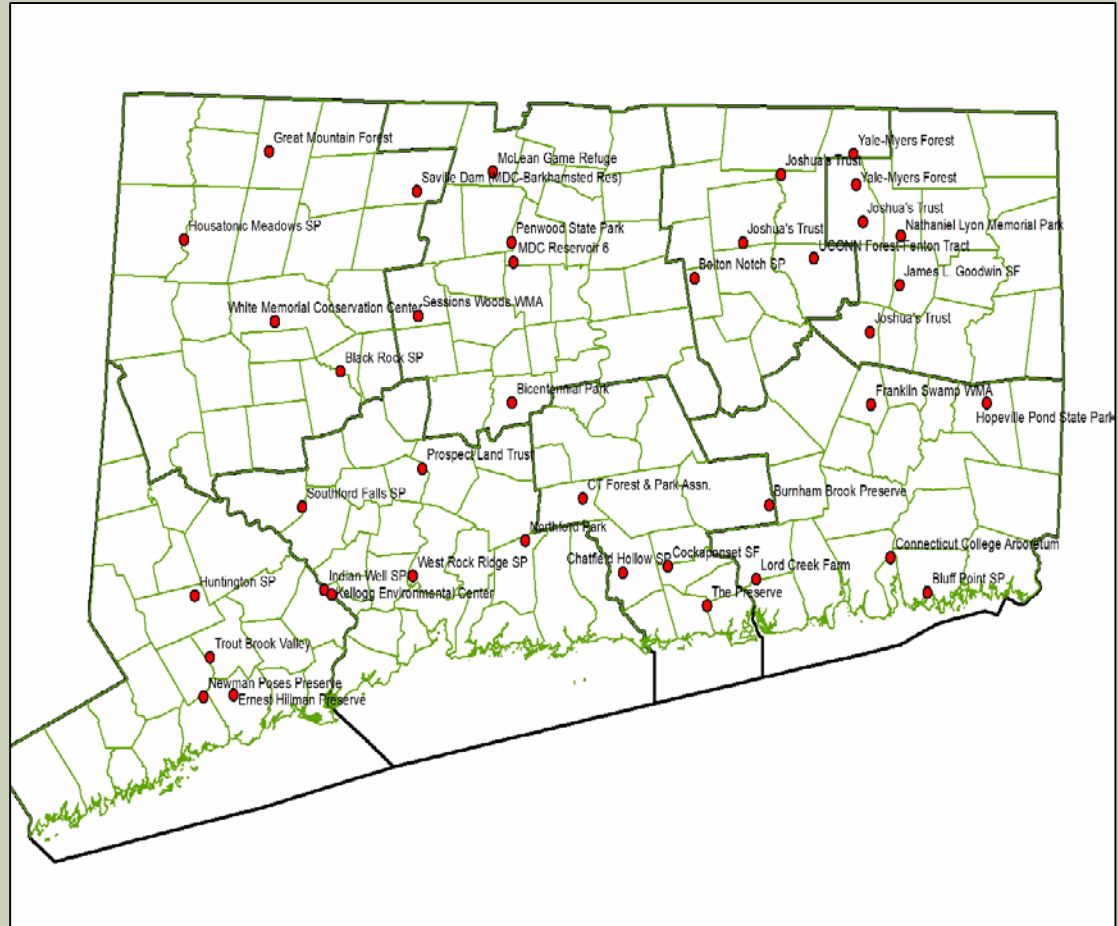 Great Mountain Forest
Yale-Myers Forest
McLean Game Refuge
Joshua's Trust
Saville Dam (MDC-Barkhamsted Res)
Yale-Myers Forest
Joshua's Trust
Housatonic Meadows SP
Penwood State Park
Joshua's Trust
Nathaniel Lyon Memorial Park
MDC Reservoir 6
UCONN Forest-Fenton Tract
Bolton Notch SP
James L. Goodwin SF
White Memorial Conservation Center
Sessions Woods WMA
Joshua's Trust
Black Rock SP
Bicentennial Park
Franklin Swamp WMA
Hopeville Pond State Park
Prospect Land Trust
Southford Falls SP
CT Forest & Park Assn.
Burnham Brook Preserve
Northford Park
Connecticut College Arboretum
West Rock Ridge SP
Chatfield Hollow SP
Cockaponset SF
Lord Creek Farm
Huntington SP
Indian Well SP
Kellogg Environmental Center
Bluff Point SP
The Preserve
Trout Brook Valley
Newman Poses Preserve
Ernest Hillman Preserve